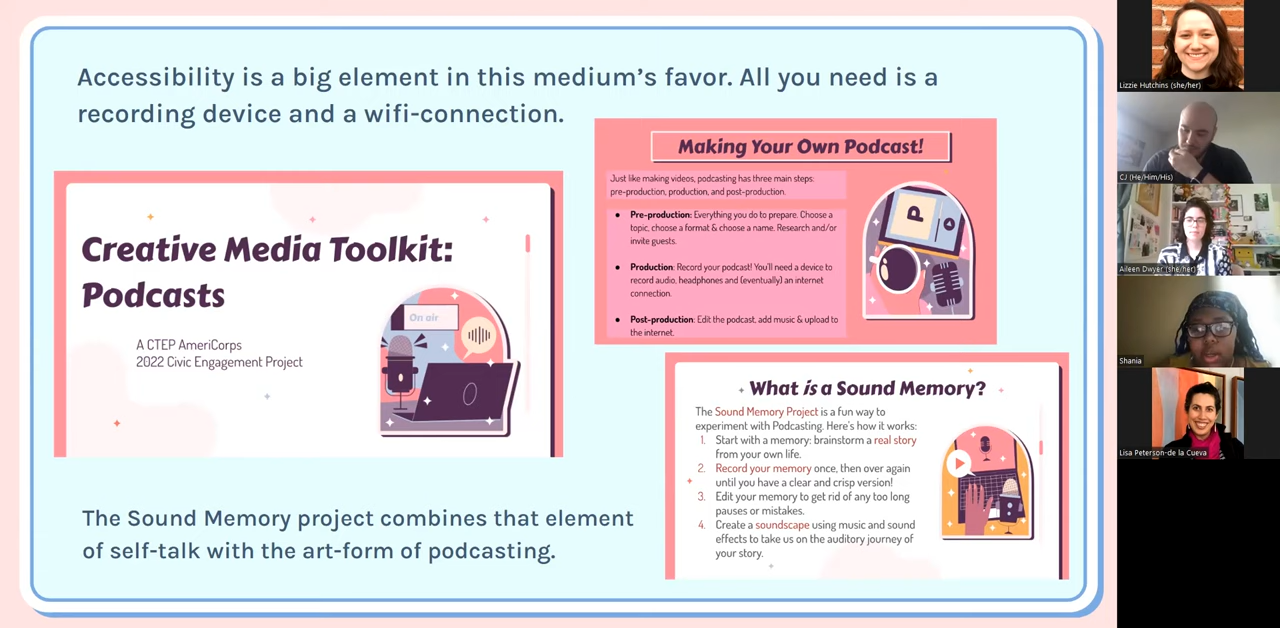 Accessibility is a big element in this medium's favor. All you need is a
recording device and a wifi-connection.
Creative Media Toolkit:
Podcasts
A CTEP AmeriCorps
2022 Civic Engagement Project
On air
Making Your Own Podcast!
Just like making videos, podcasting has three main steps:
pre-production, production, and post-production.
● Pre-production: Everything you do to prepare. Choose a
topic, choose a format & choose a name. Research and/or
invite guests.
● Production: Record your podcast! You'll need a device to
record audio, headphones and (eventually) an internet
connection.
● Post-production: Edit the podcast, add music & upload to
the internet.
P
What is a Sound Memory?
The Sound Memory Project is a fun way to
experiment with Podcasting. Here's how it works:
1. Start with a memory: brainstorm a real story
from your own life.
2. Record your memory once, then over again
until you have a clear and crisp version!
3. Edit your memory to get rid of any too long
pauses or mistakes.
4. Create a soundscape using music and sound
effects to take us on the auditory journey of
your story.
The Sound Memory project combines that element
of self-talk with the art-form of podcasting.
Lizzie Hutchins (she/her)
CJ (He/Him/His)
Aileen Dwyer (she/her)
Shania
Lisa Peterson-de la Cueva